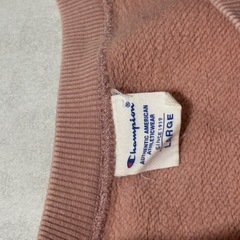 Champion
AUTHENTIC AMERICAN
ATHLETICWEAR
SINCE 1919
LARGE